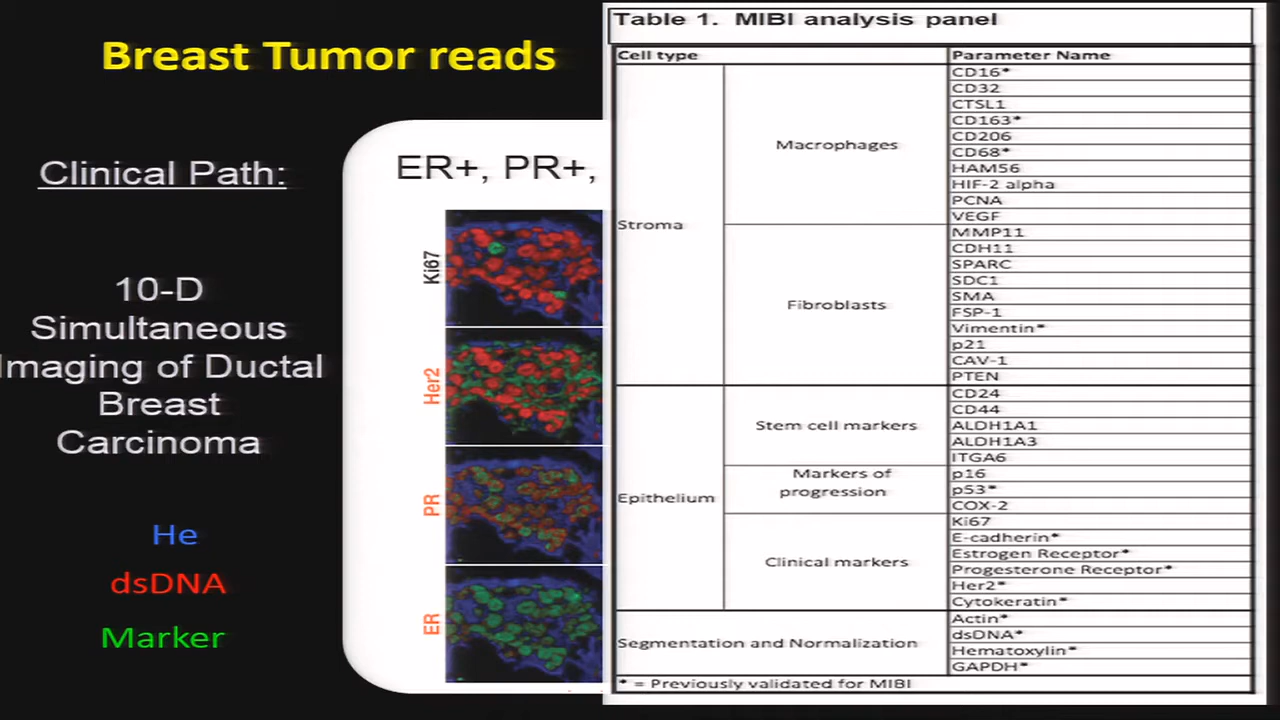 Breast Tumor reads
Clinical Path:
10-D
Simultaneous
Imaging of Ductal
Breast
Carcinoma
He
dsDNA
Marker
ER+, PR+,
Ki67
Her2
PR
ER
Table 1. MIBI analysis panel
Cell type
Parameter Name
Stroma
Macrophages
CD16*
CD32
CTSL1
CD163*
CD206
CD68*
HAM56
HIF-2 alpha
PCNA
VEGF
Fibroblasts
MMP11
CDH11
SPARC
SDC1
SMA
FSP-1
Vimentin*
p21
CAV-1
PTEN
Epithelium
Stem cell markers
CD24
CD44
ALDH1A1
ALDH1A3
ITGA6
Markers of
progression
p16
p53*
COX-2
Clinical markers
Ki67
E-cadherin*
Estrogen Receptor*
Progesterone Receptor*
Her2*
Cytokeratin*
Segmentation and Normalization
Actin*
dsDNA*
Hematoxylin*
GAPDH*
* = Previously validated for MIBI